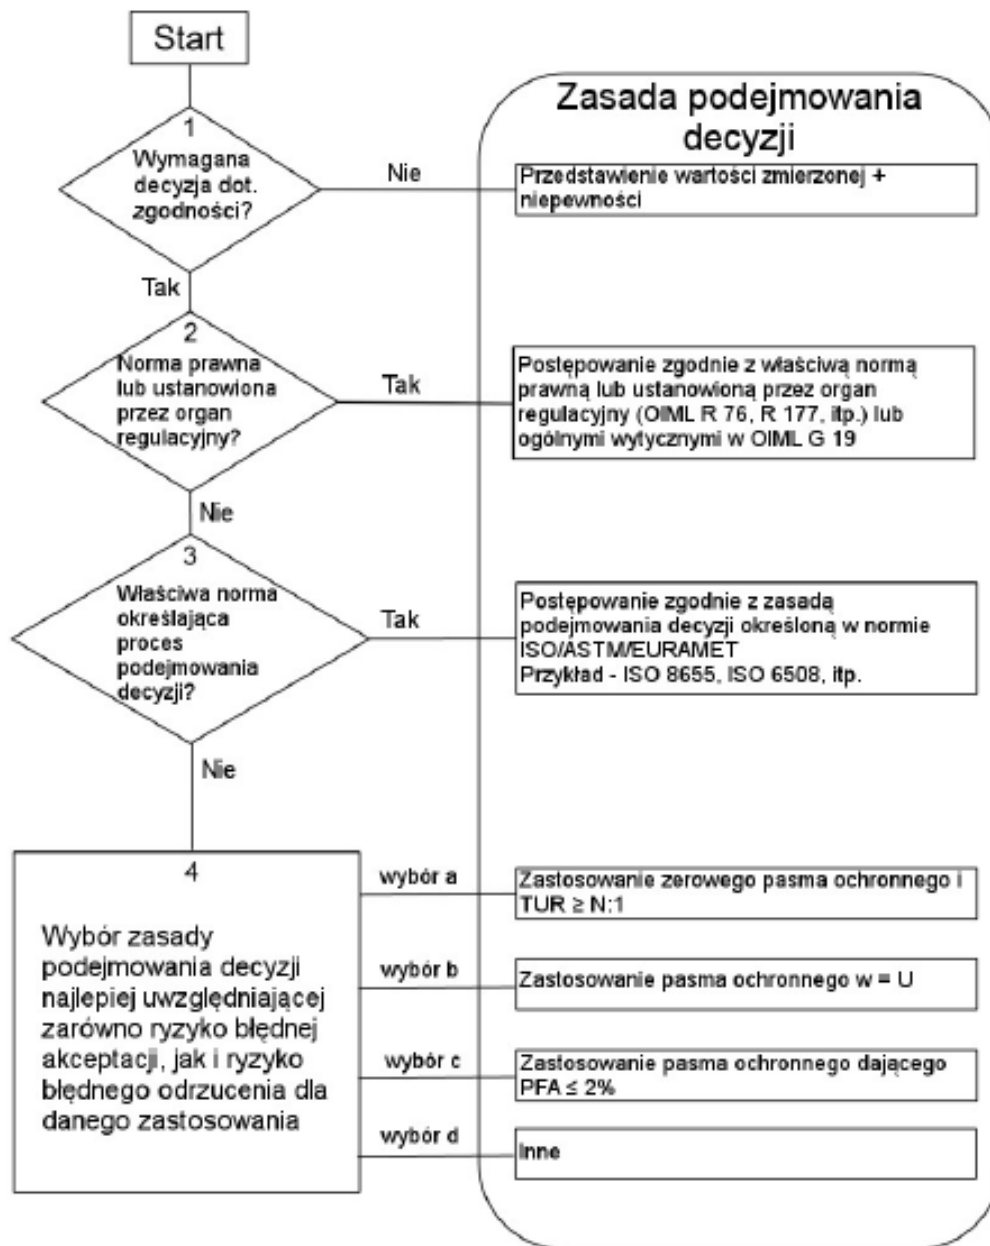 Start
Zasada podejmowania
decyzji
1
Wymagana
decyzja dot.
zgodności?
Nie
Przedstawienie wartości zmierzonej +
niepewności
Tak
2
Norma prawna
lub ustanowiona
przez organ
regulacyjny?
Tak
Postępowanie zgodnie z właściwą normą
prawną lub ustanowioną przez organ
regulacyjny (OIML R 76, R 177, itp.) lub
ogólnymi wytycznymi w OIML G 19
Nie
3
Właściwa norma
określająca
proces
podejmowania
decyzji?
Tak
Postępowanie zgodnie z zasadą
podejmowania decyzji określoną w normie
ISO/ASTM/EURAMET
Przykład - ISO 8655, ISO 6508, itp.
Nie
4
Wybór zasady
podejmowania decyzji
najlepiej uwzględniającej
zarówno ryzyko błędnej
akceptacji, jak i ryzyko
błędnego odrzucenia dla
danego zastosowania
wybór a
Zastosowanie zerowego pasma ochronnego i
TUR ≥ N:1
wybór b
Zastosowanie pasma ochronnego w = U
wybór c
Zastosowanie pasma ochronnego dającego
PFA ≤ 2%
wybór d
Inne